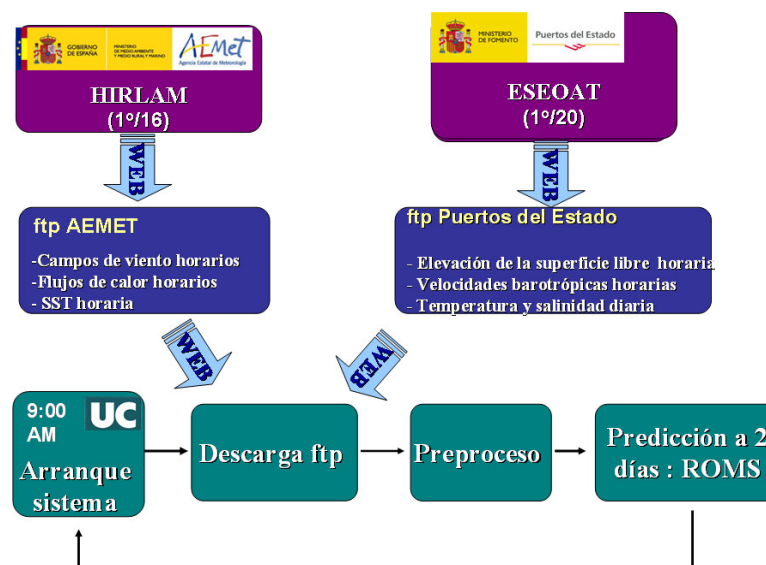 GOBIERNO
DE ESPAÑA
MINISTERIO
DE MEDIO AMBIENTE
Y MEDIO RURAL Y MARINO
AEMet
Agencia Estatal de Meteorología
HIRLAM
(1º/16)
MINISTERIO
DE FOMENTO
Puertos del Estado
ESEOAT
(1º/20)
WEB
WEB
ftp AEMET
-Campos de viento horarios
-Flujos de calor horarios
- SST horaria
ftp Puertos del Estado
- Elevación de la superficie libre horaria
- Velocidades barotrópicas horarias
- Temperatura y salinidad diaria
WEB
WEB
9:00
AM
UC
Arranque
sistema
Descarga ftp
Preproceso
Predicción a 2
días : ROMS